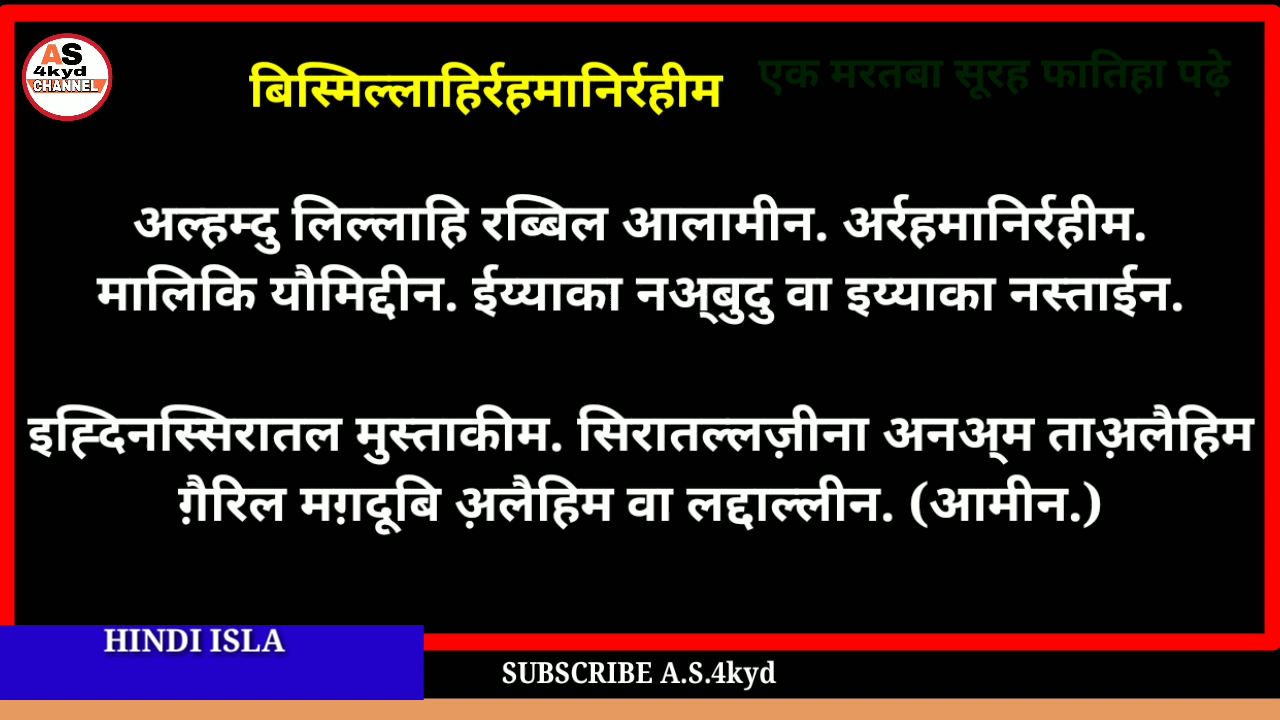 AS
4kyd
CHANNEL
बिस्मिल्लाहिर्रहमानिर्रहीम
एक मरतबा सूरह फातिहा पढ़े
अल्हम्दु लिल्लाहि रब्बिल आलामीन. अर्रहमानिर्रहीम.
मालिकि यौमिद्दीन. ईय्याका नअ्बुदु वा इय्याका नस्ताईन.
इह्दिनस्सिरातल मुस्ताकीम. सिरातल्लज़ीना अनअ्म ताअ़लैहिम
ग़ैरिल मग़दूबि अ़लैहिम वा लद्दाल्लीन. (आमीन.)
HINDI ISLA
SUBSCRIBE A.S.4kyd